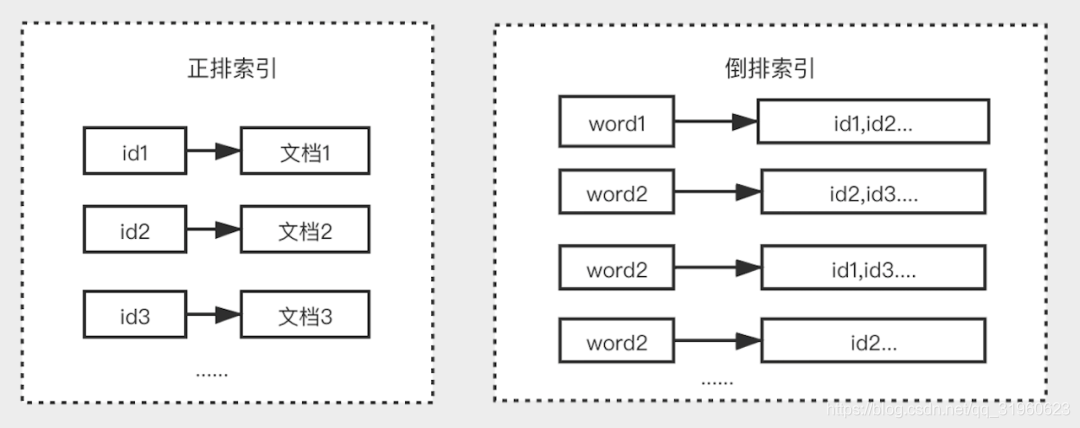 正排索引
id1
文档1
id2
文档2
id3
文档3
......
倒排索引
word1
id1,id2...
word2
id2,id3....
word2
id1,id3....
word2
id2...
......
https://blog.csdn.net/qq_31960623